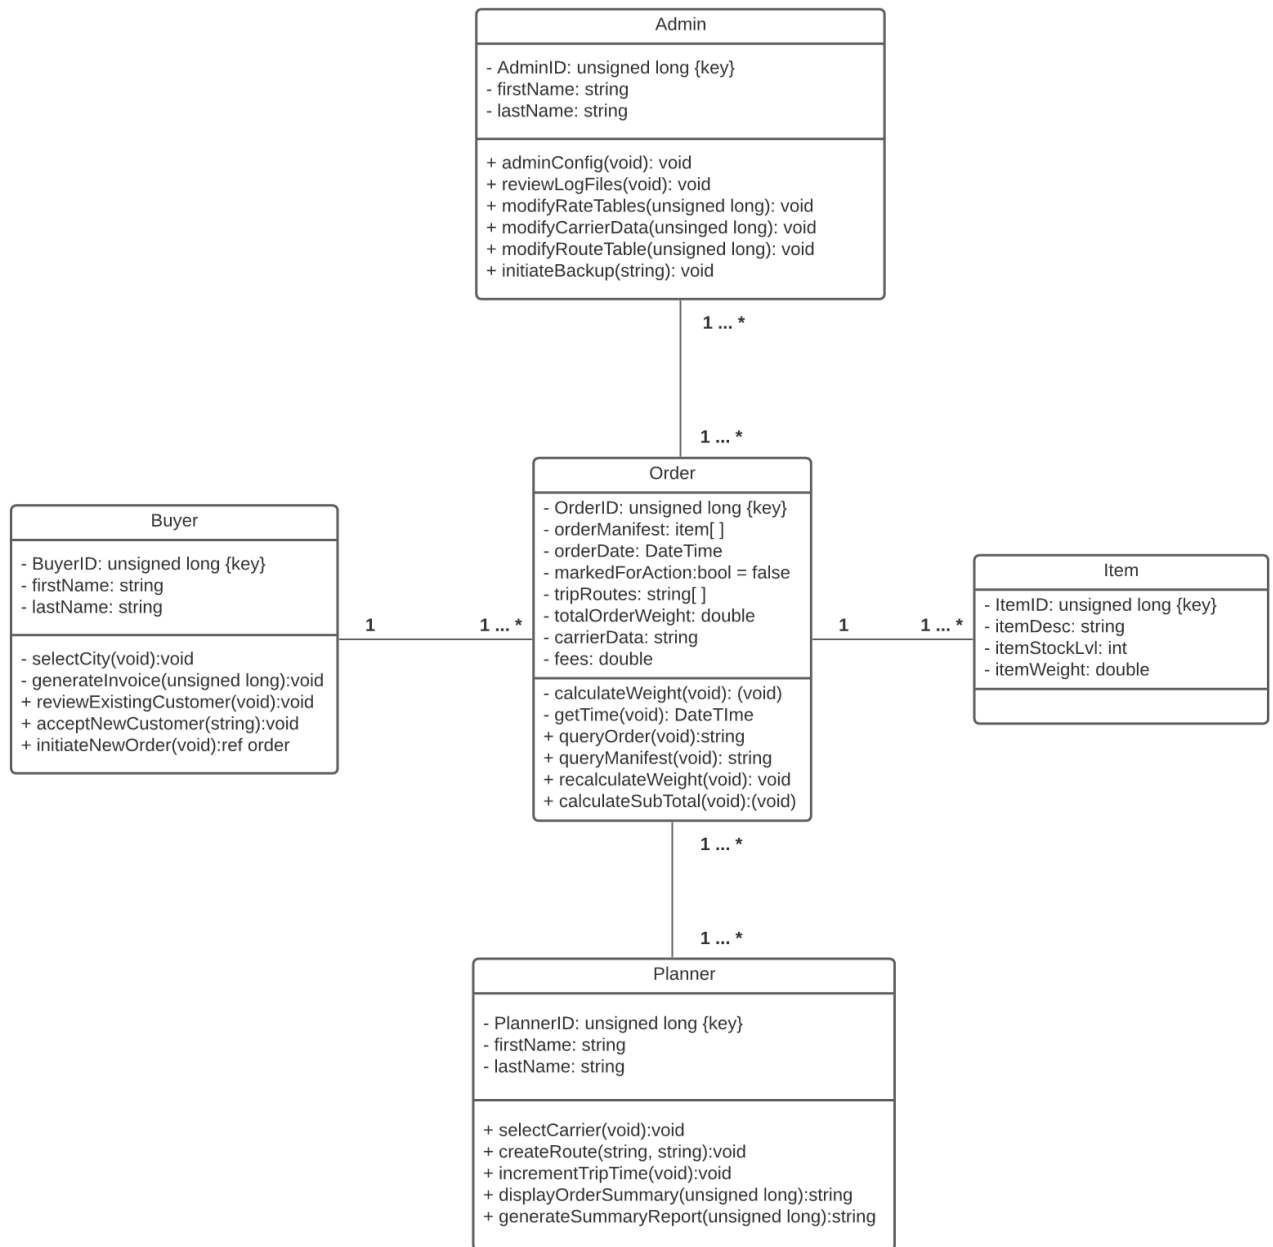 Admin
- AdminID: unsigned long {key}
- firstName: string
- lastName: string
+ adminConfig(void): void
+ reviewLogFiles(void): void
+ modifyRateTables(unsigned long): void
+ modifyCarrierData(unsinged long): void
+ modifyRouteTable(unsigned long): void
+ initiateBackup(string): void
1 ... *
1 ... *
Order
- OrderID: unsigned long {key}
- orderManifest: item[ ]
- orderDate: DateTime
- markedForAction:bool = false
- tripRoutes: string[ ]
- totalOrderWeight: double
- carrierData: string
- fees: double
- calculateWeight(void): (void)
- getTime(void): DateTIme
+ queryOrder(void):string
+ queryManifest(void): string
+ recalculateWeight(void): void
+ calculateSubTotal(void):(void)
Buyer
- BuyerID: unsigned long {key}
- firstName: string
- lastName: string
- selectCity(void):void
- generateInvoice(unsigned long):void
+ reviewExistingCustomer(void):void
+ acceptNewCustomer(string):void
+ initiateNewOrder(void):ref order
1
1 ... *
1
1 ... *
Item
- ItemID: unsigned long {key}
- itemDesc: string
- itemStockLvl: int
- itemWeight: double
1 ... *
1 ... *
Planner
- PlannerID: unsigned long {key}
- firstName: string
- lastName: string
+ selectCarrier(void):void
+ createRoute(string, string):void
+ incrementTripTime(void):void
+ displayOrderSummary(unsigned long):string
+ generateSummaryReport(unsigned long):string